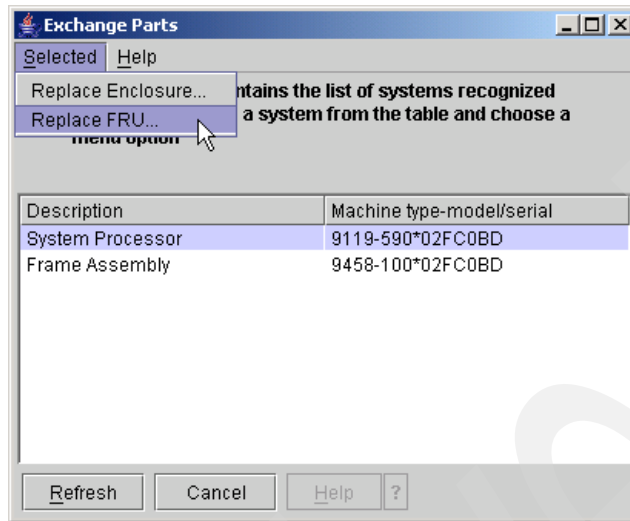 Exchange Parts
Selected Help
Replace Enclosure...
Replace FRU...
ntains the list of systems recognized
a system from the table and choose a
menu option
Description Machine type-model/serial
System Processor 9119-590*02FC0BD
Frame Assembly 9458-100*02FC0BD
Refresh Cancel Help ?